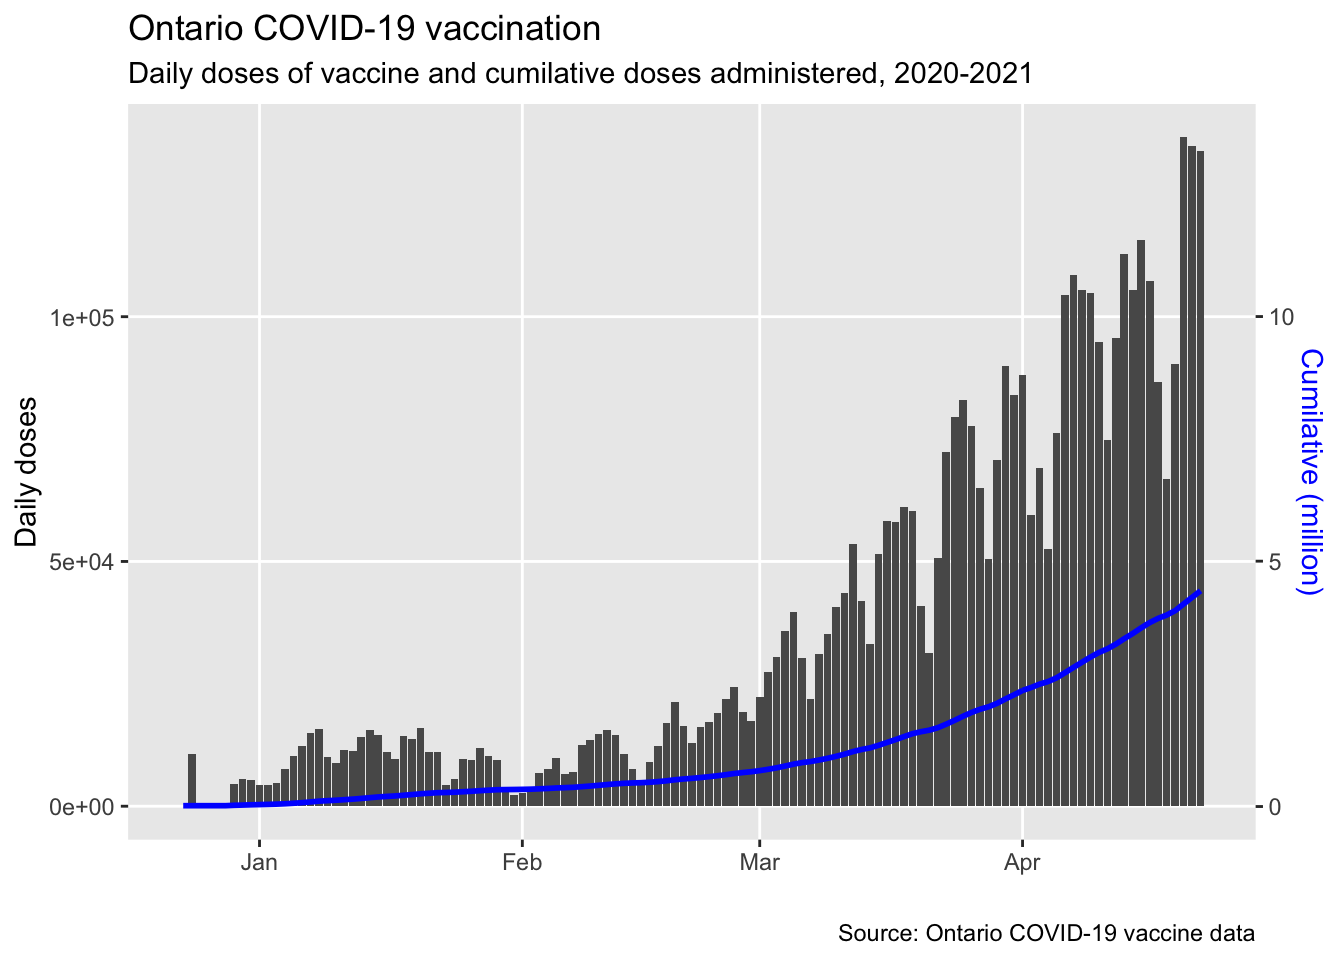 Ontario COVID-19 vaccination
Daily doses of vaccine and cumilative doses administered, 2020-2021
Daily doses
1e+05
5e+04
0e+00
10
5
0
Cumilative (million)
Jan
Feb
Mar
Apr
Source: Ontario COVID-19 vaccine data